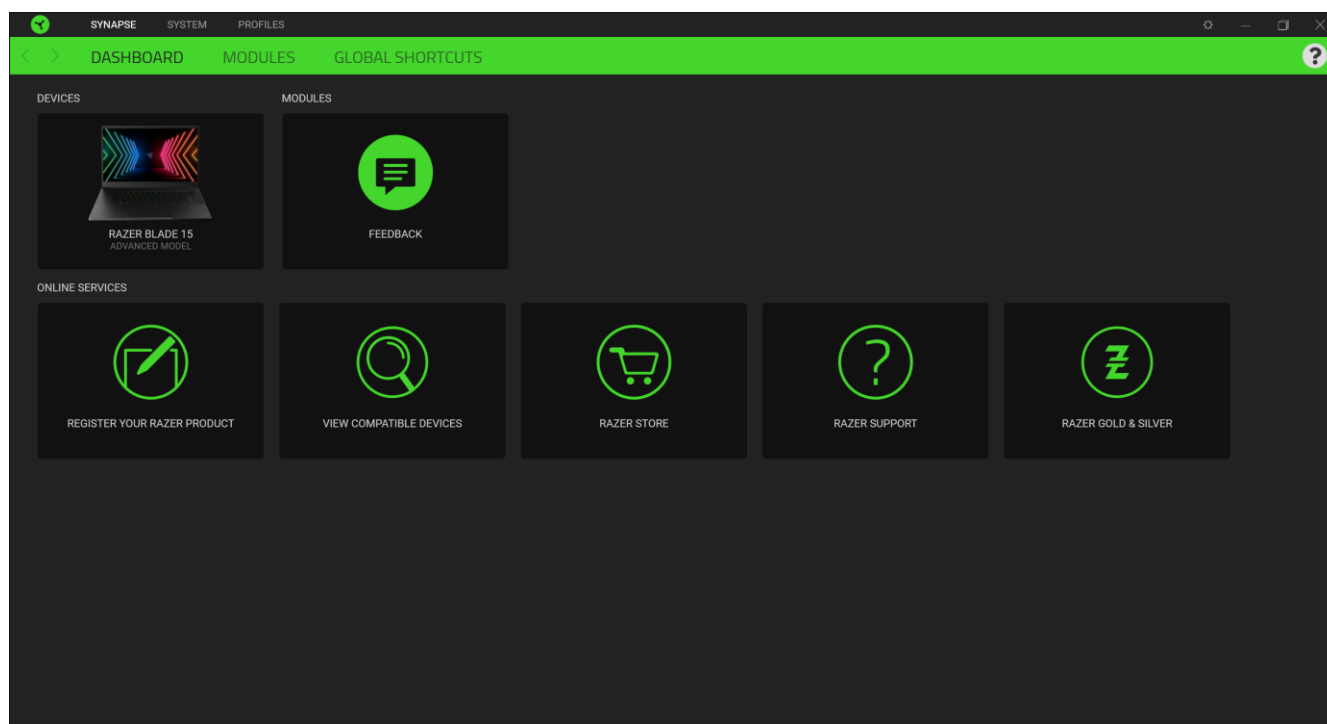 SYNAPSE SYSTEM PROFILES
DASHBOARD MODULES GLOBAL SHORTCUTS
?
DEVICES MODULES
RAZER BLADE 15
ADVANCED MODEL
FEEDBACK
ONLINE SERVICES
REGISTER YOUR RAZER PRODUCT
VIEW COMPATIBLE DEVICES
RAZER STORE
?
RAZER SUPPORT
RAZER GOLD & SILVER